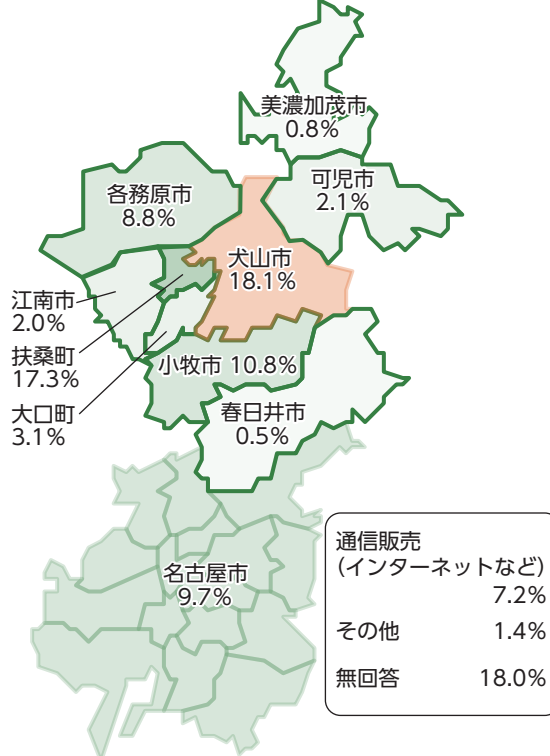 美濃加茂市
0.8%
可児市
2.1%
各務原市
8.8%
犬山市
18.1%
江南市
2.0%
扶桑町
17.3%
大口町
3.1%
小牧市 10.8%
春日井市
0.5%
名古屋市
9.7%
通信販売
(インターネットなど)
7.2%
その他 1.4%
無回答 18.0%